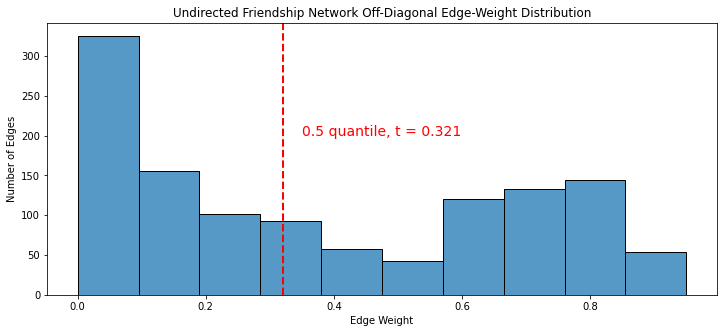 Undirected Friendship Network Off-Diagonal Edge-Weight Distribution
300
250
200
150
100
50
0
Number of Edges
0.5 quantile, t = 0.321
0.0 0.2 0.4 0.6 0.8
Edge Weight